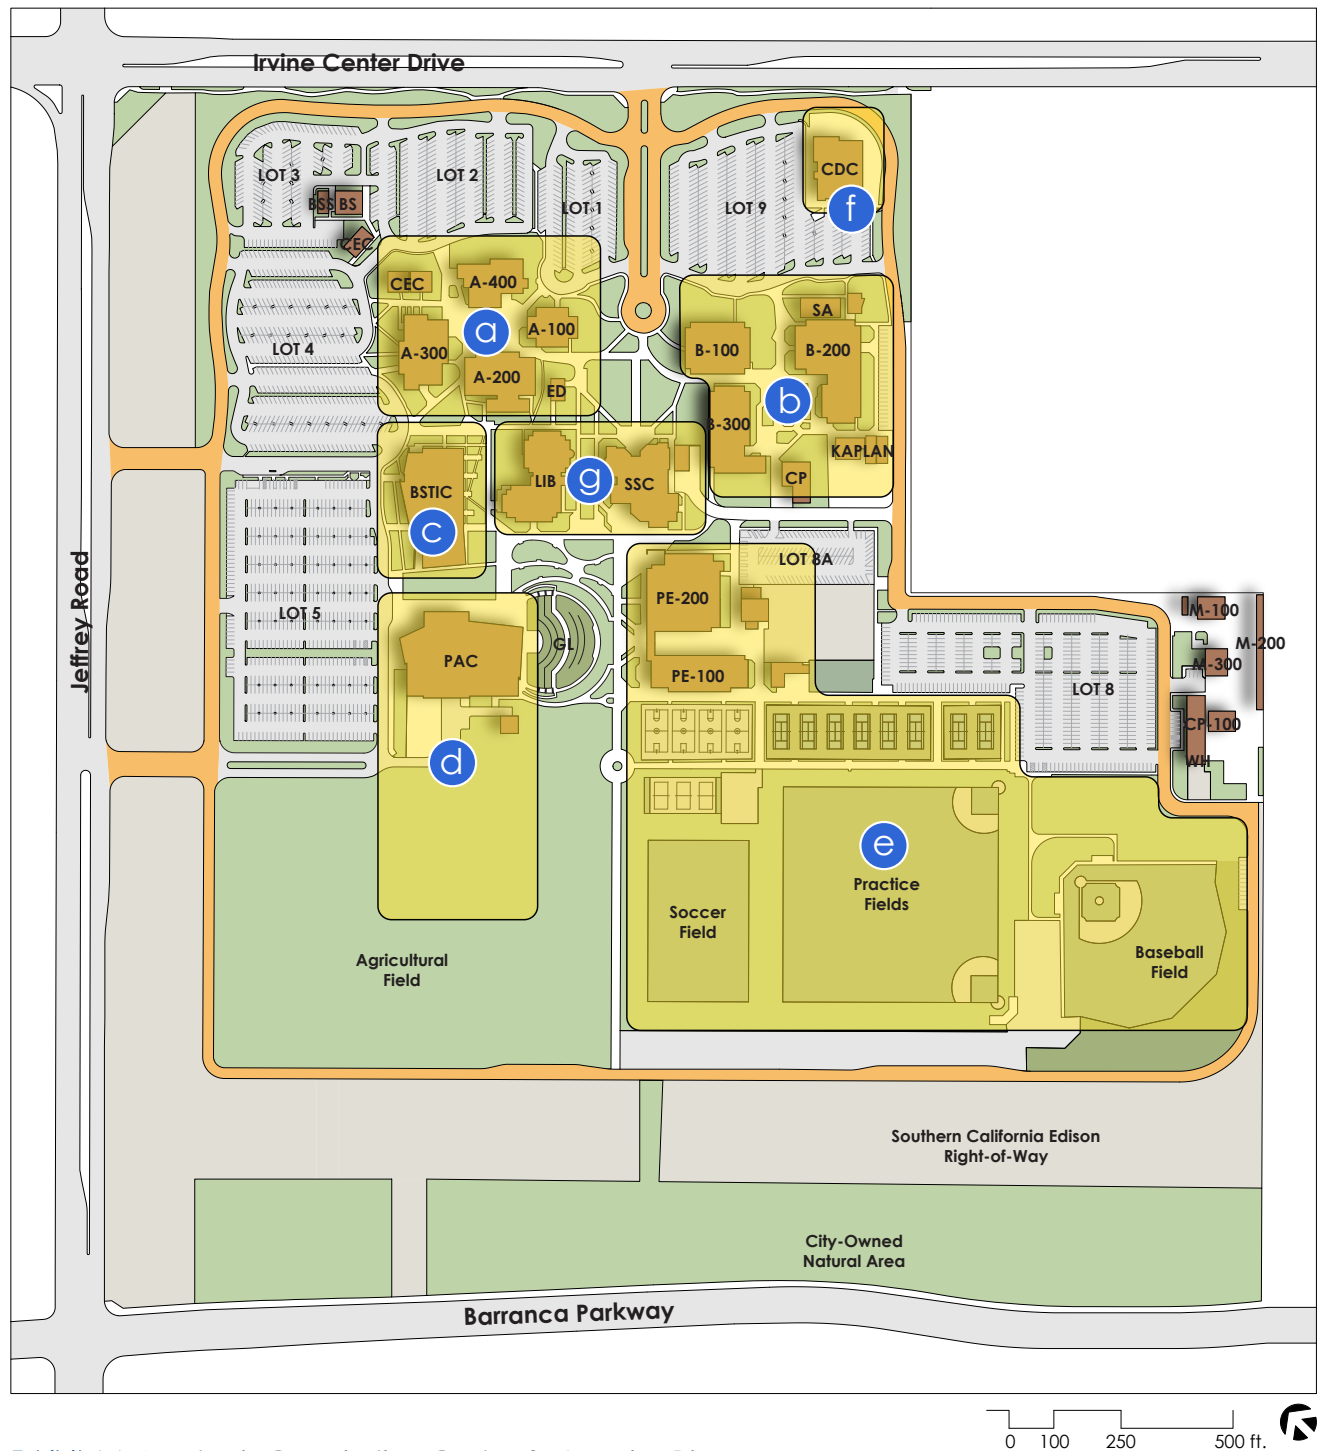 Irvine Center Drive
CDC
LOT 3
LOT 2
BSS BS
LOT 1
LOT 9
f
CEC
CEC
A-400
SA
A-100
a
LOT 4
A-300
B-100
B-200
A-200
ED
b
B-300
KAPLAN
BSTIC
LIB
g
SSC
CP
c
LOT 8A
Jeffrey Road
LOT 5
PE-200
M-100
GL
M-200
PAC
M-300
PE-100
LOT 8
CP-100
d
WH
e
Practice
Fields
Soccer
Field
Baseball
Field
Agricultural
Field
Southern California Edison
Right-of-Way
City-Owned
Natural Area
Barranca Parkway
0 100 250 500 ft.